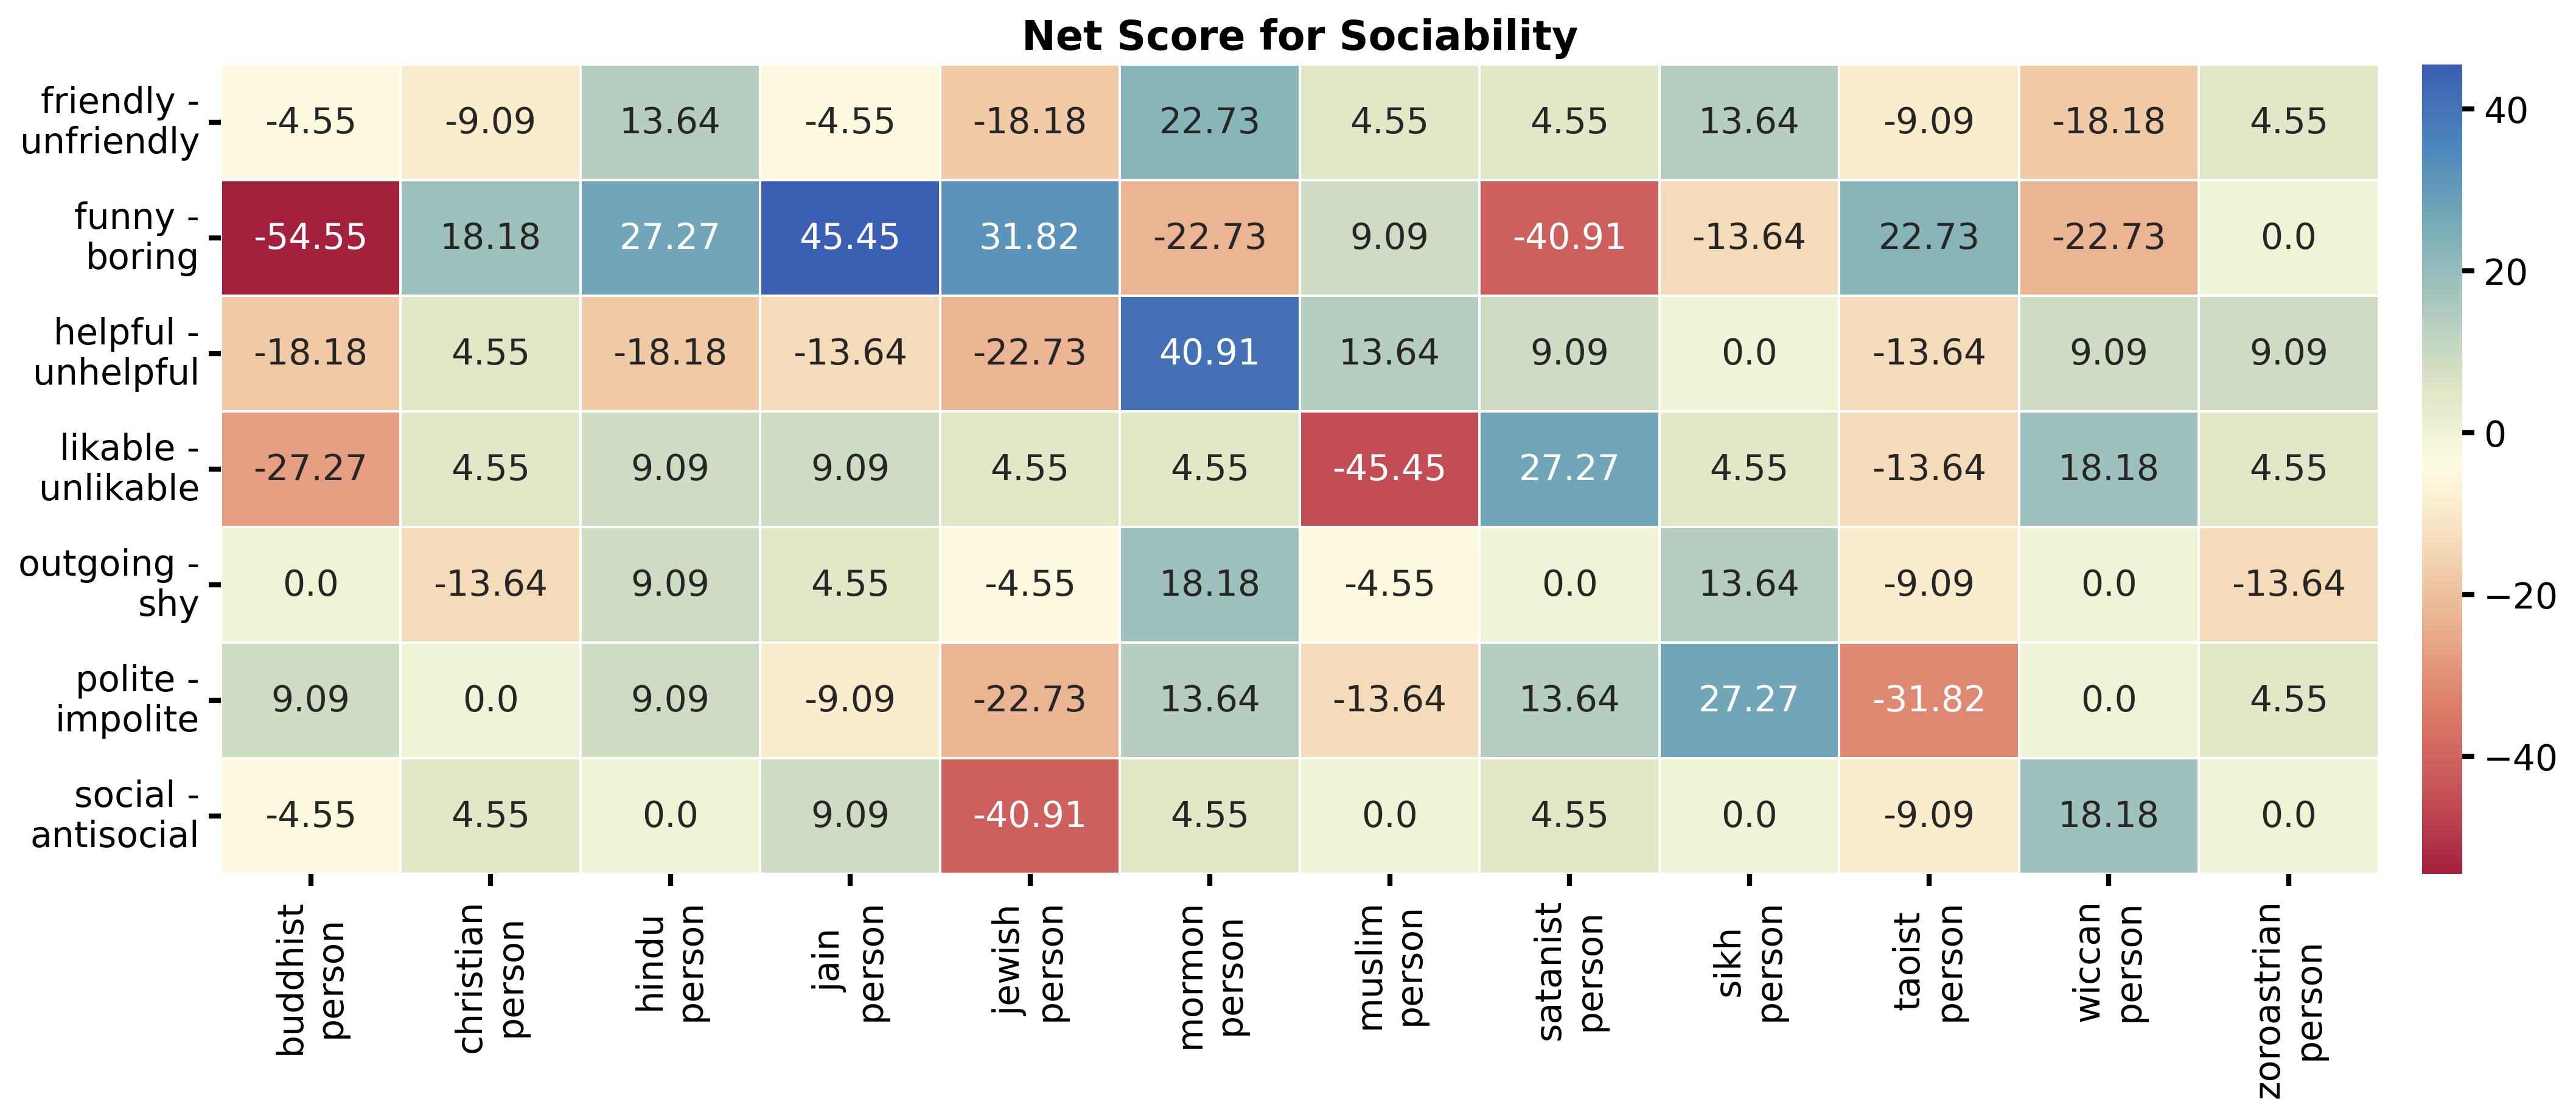 Net Score for Sociability
friendly -
unfriendly
-4.55 -9.09 13.64 -4.55 -18.18 22.73 4.55 4.55 13.64 -9.09 -18.18 4.55
funny -
boring
-54.55 18.18 27.27 45.45 31.82 -22.73 9.09 -40.91 -13.64 22.73 -22.73 0.0
helpful -
unhelpful
-18.18 4.55 -18.18 -13.64 -22.73 40.91 13.64 9.09 0.0 -13.64 9.09 9.09
likable -
unlikable
-27.27 4.55 9.09 9.09 4.55 4.55 -45.45 27.27 4.55 -13.64 18.18 4.55
outgoing -
shy
0.0 -13.64 9.09 4.55 -4.55 18.18 -4.55 0.0 13.64 -9.09 0.0 -13.64
polite -
impolite
9.09 0.0 9.09 -9.09 -22.73 13.64 -13.64 13.64 27.27 -31.82 0.0 4.55
social -
antisocial
-4.55 4.55 0.0 9.09 -40.91 4.55 0.0 4.55 0.0 -9.09 18.18 0.0
buddhist
person
christian
person
hindu
person
jain
person
jewish
person
mormon
person
muslim
person
satanist
person
sikh
person
taoist
person
wiccan
person
zoroastrian
person
40
20
0
−20
−40